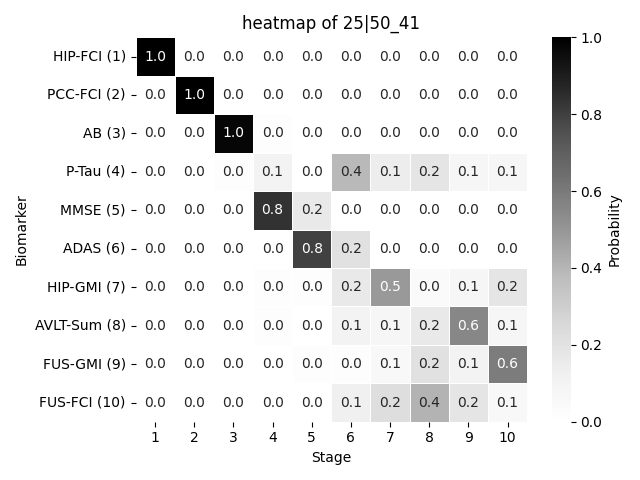 heatmap of 25|50_41
HIP-FCI (1) 1.0 0.0 0.0 0.0 0.0 0.0 0.0 0.0 0.0 0.0
PCC-FCI (2) 0.0 1.0 0.0 0.0 0.0 0.0 0.0 0.0 0.0 0.0
AB (3) 0.0 0.0 1.0 0.0 0.0 0.0 0.0 0.0 0.0 0.0
P-Tau (4) 0.0 0.0 0.0 0.1 0.0 0.4 0.1 0.2 0.1 0.1
MMSE (5) 0.0 0.0 0.0 0.8 0.2 0.0 0.0 0.0 0.0 0.0
ADAS (6) 0.0 0.0 0.0 0.0 0.8 0.2 0.0 0.0 0.0 0.0
HIP-GMI (7) 0.0 0.0 0.0 0.0 0.0 0.2 0.5 0.0 0.1 0.2
AVLT-Sum (8) 0.0 0.0 0.0 0.0 0.0 0.1 0.1 0.2 0.6 0.1
FUS-GMI (9) 0.0 0.0 0.0 0.0 0.0 0.0 0.1 0.2 0.1 0.6
FUS-FCI (10) 0.0 0.0 0.0 0.0 0.0 0.1 0.2 0.4 0.2 0.1
1 2 3 4 5 6 7 8 9 10
Stage
Biomarker
1.0
0.8
0.6
0.4
0.2
0.0
Probability